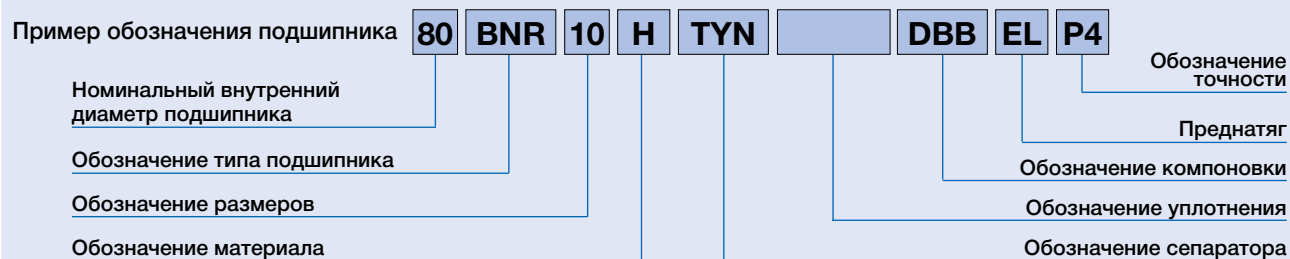 Пример обозначения подшипника 80 BNR 10 H TYN DBB EL P4
Номинальный внутренний
диаметр подшипника
Обозначение типа подшипника
Обозначение размеров
Обозначение материала
Обозначение
точности
Преднатяг
Обозначение компоновки
Обозначение уплотнения
Обозначение сепаратора